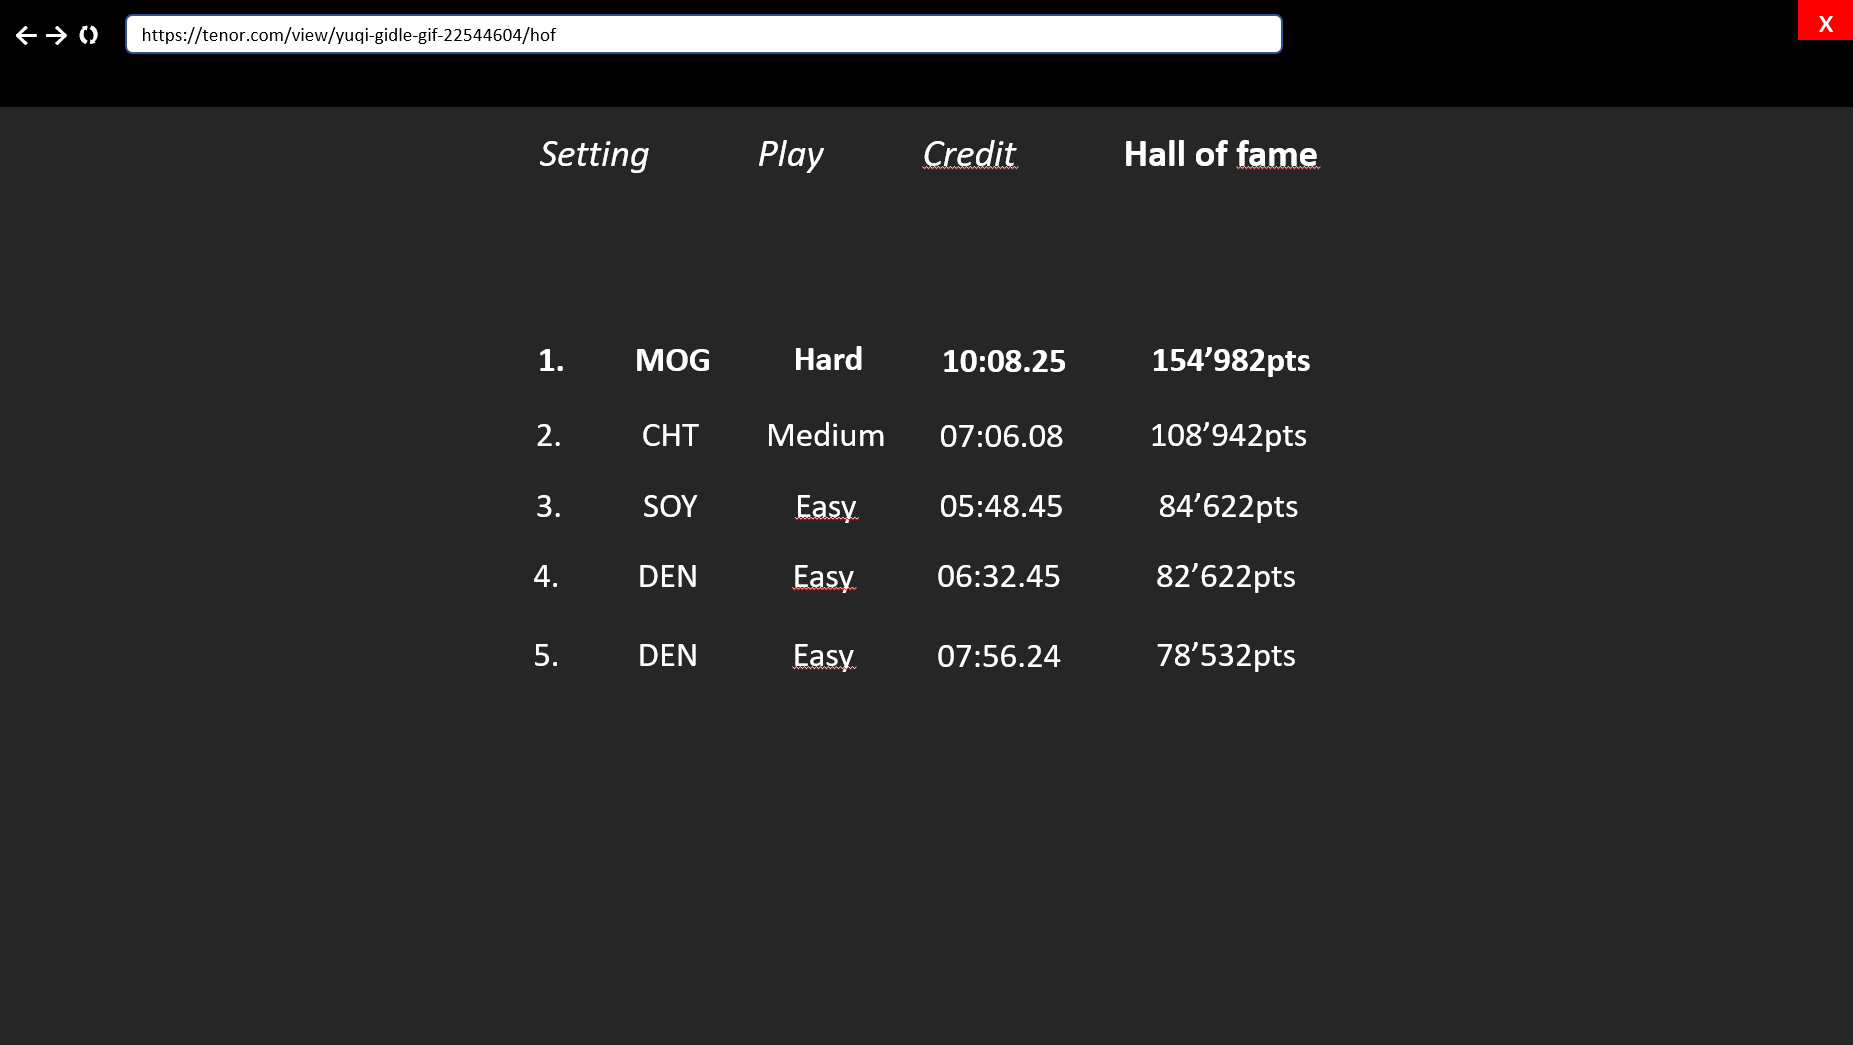 https://tenor.com/view/yuqi-gidle-gif-22544604/hof
X
Setting Play Credit Hall of fame
1. MOG Hard 10:08.25 154’982pts
2. CHT Medium 07:06.08 108’942pts
3. SOY Easy 05:48.45 84’622pts
4. DEN Easy 06:32.45 82’622pts
5. DEN Easy 07:56.24 78’532pts